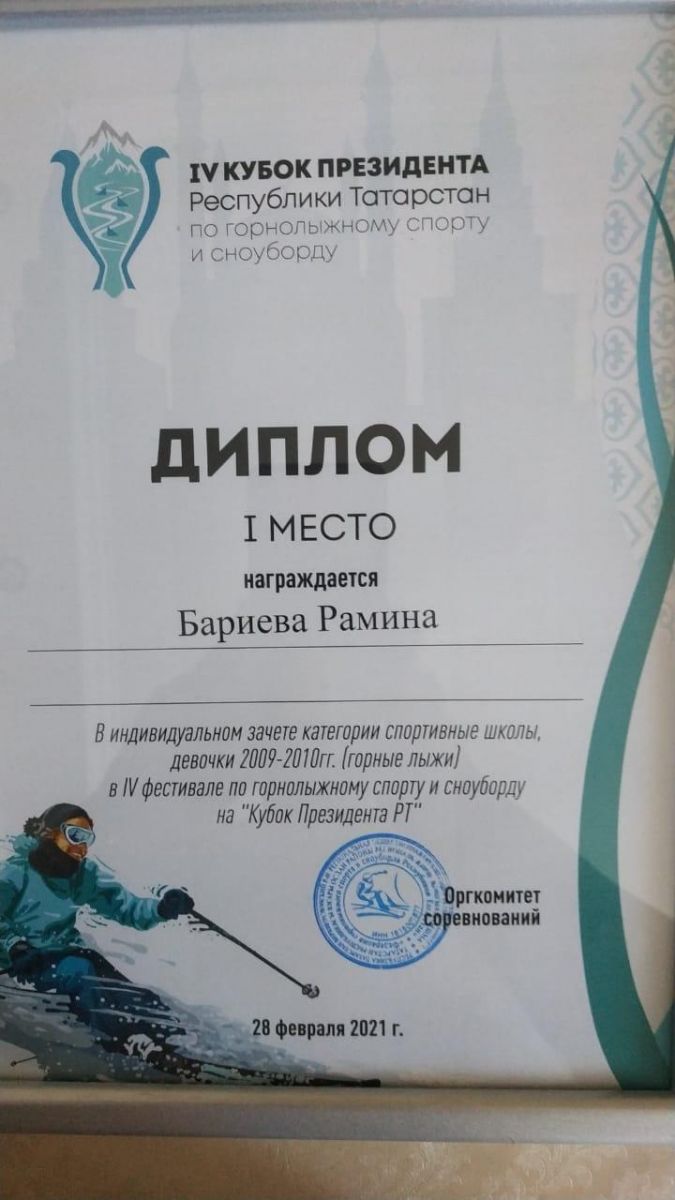 IV КУБОК ПРЕЗИДЕНТА
Республики Татарстан
по горнолыжному спорту
и сноуборду
ДИПЛОМ
I МЕСТО
награждается
Бариева Рамина
В индивидуальном зачете категории спортивные школы,
девочки 2009-2010гг. (горные лыжи)
в IV фестивале по горнолыжному спорту и сноуборду
на "Кубок Президента РТ"
Оргкомитет
соревнований
28 февраля 2021 г.